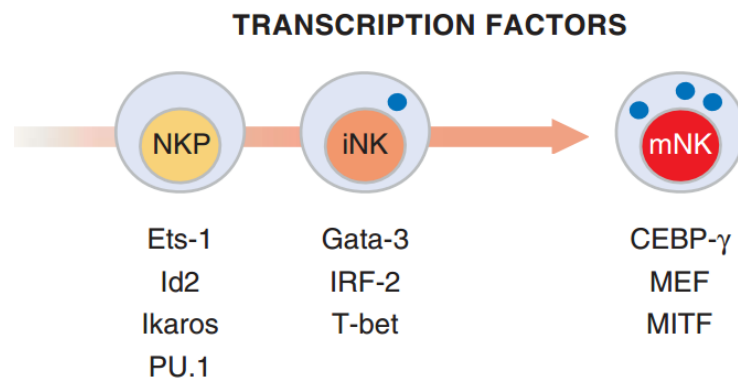 TRANSCRIPTION FACTORS
NKP
iNK
mNK
Ets-1
Gata-3
CEBP-γ
Id2
IRF-2
MEF
Ikaros
T-bet
MITF
PU.1